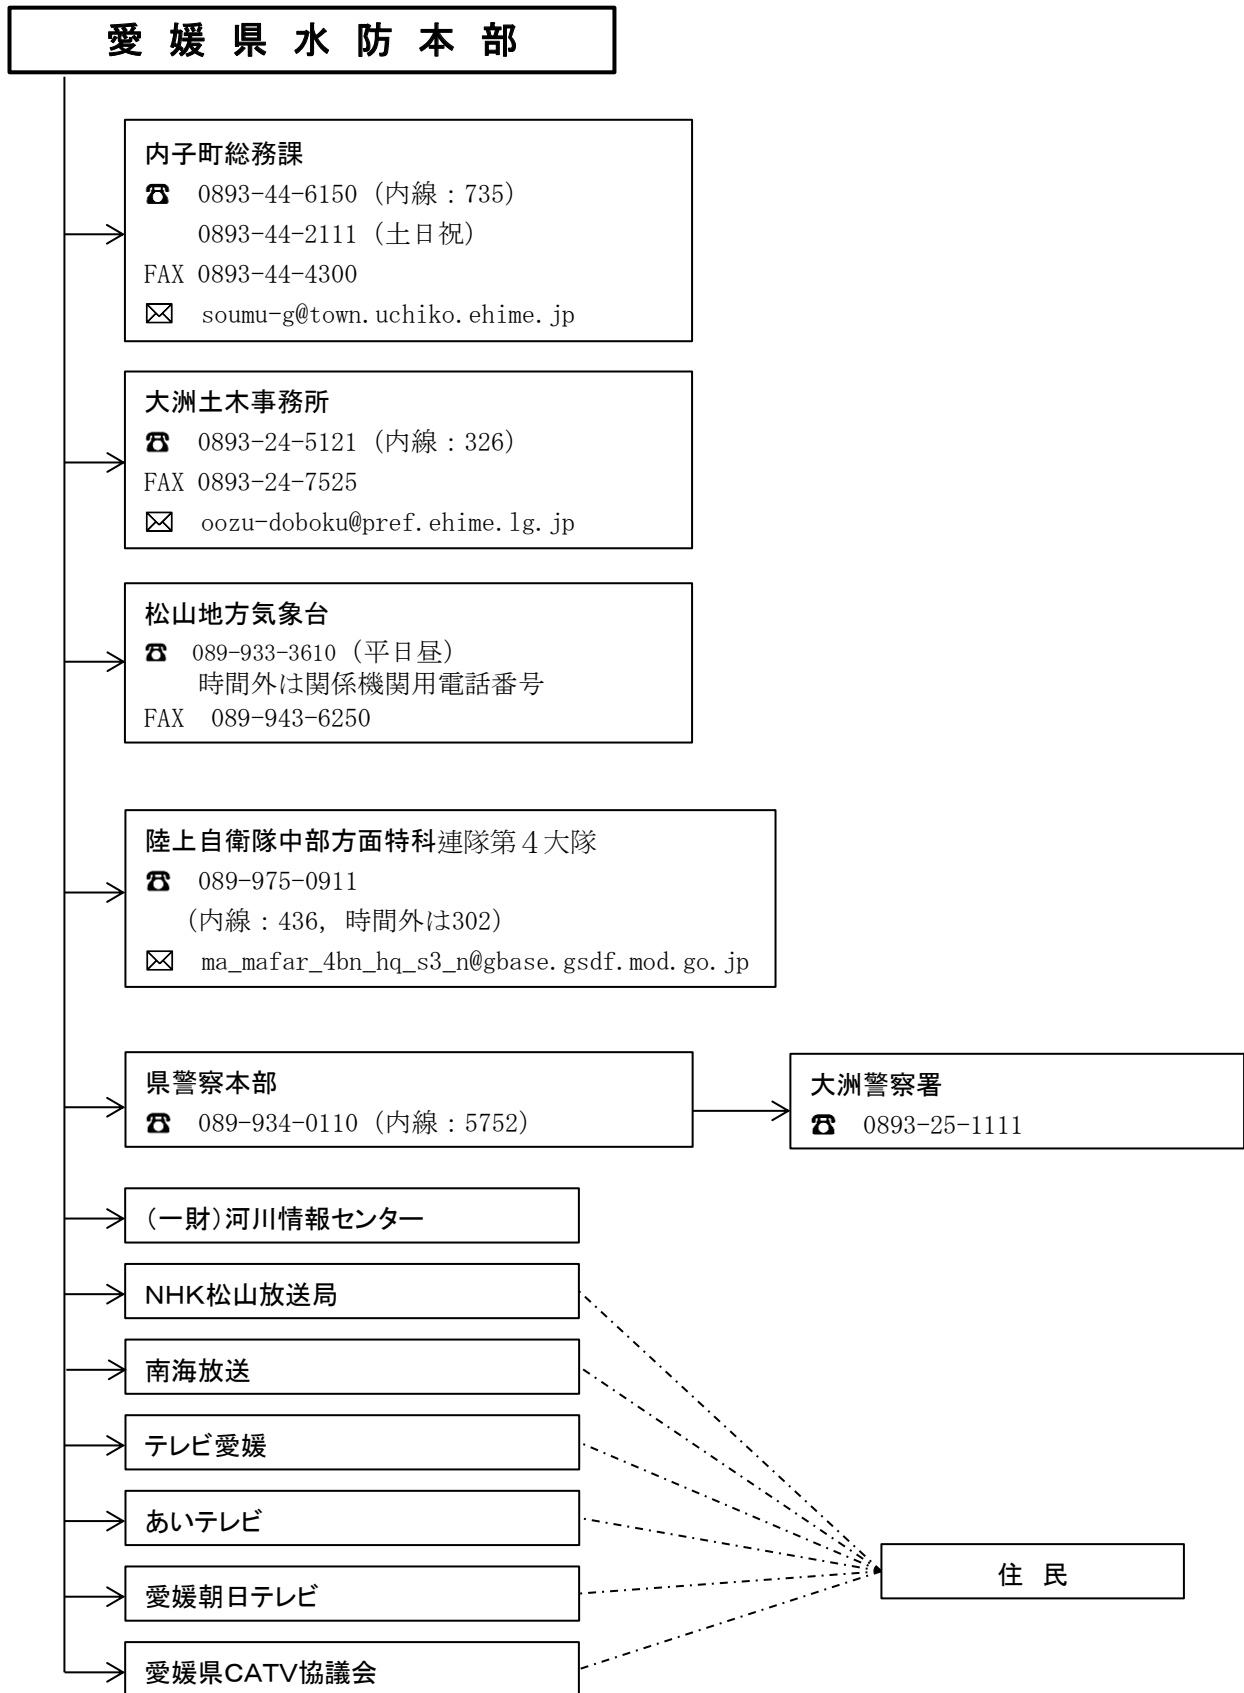 愛媛県水防本部
内子町総務課
☎ 0893-44-6150（内線：735）
0893-44-2111（土日祝）
FAX 0893-44-4300
✉ soumu-g@town.uchiko.ehime.jp
大洲土木事務所
☎ 0893-24-5121（内線：326）
FAX 0893-24-7525
✉ oozu-doboku@pref.ehime.lg.jp
松山地方気象台
☎ 089-933-3610（平日昼）
時間外は関係機関用電話番号
FAX 089-943-6250
陸上自衛隊中部方面特科連隊第４大隊
☎ 089-975-0911
（内線：436, 時間外は302）
✉ ma_mafar_4bn_hq_s3_n@gbase.gsdf.mod.go.jp
県警察本部
☎ 089-934-0110（内線：5752）
大洲警察署
☎ 0893-25-1111
（一財）河川情報センター
NHK松山放送局
南海放送
テレビ愛媛
あいテレビ
愛媛朝日テレビ
愛媛県CATV協議会
住 民